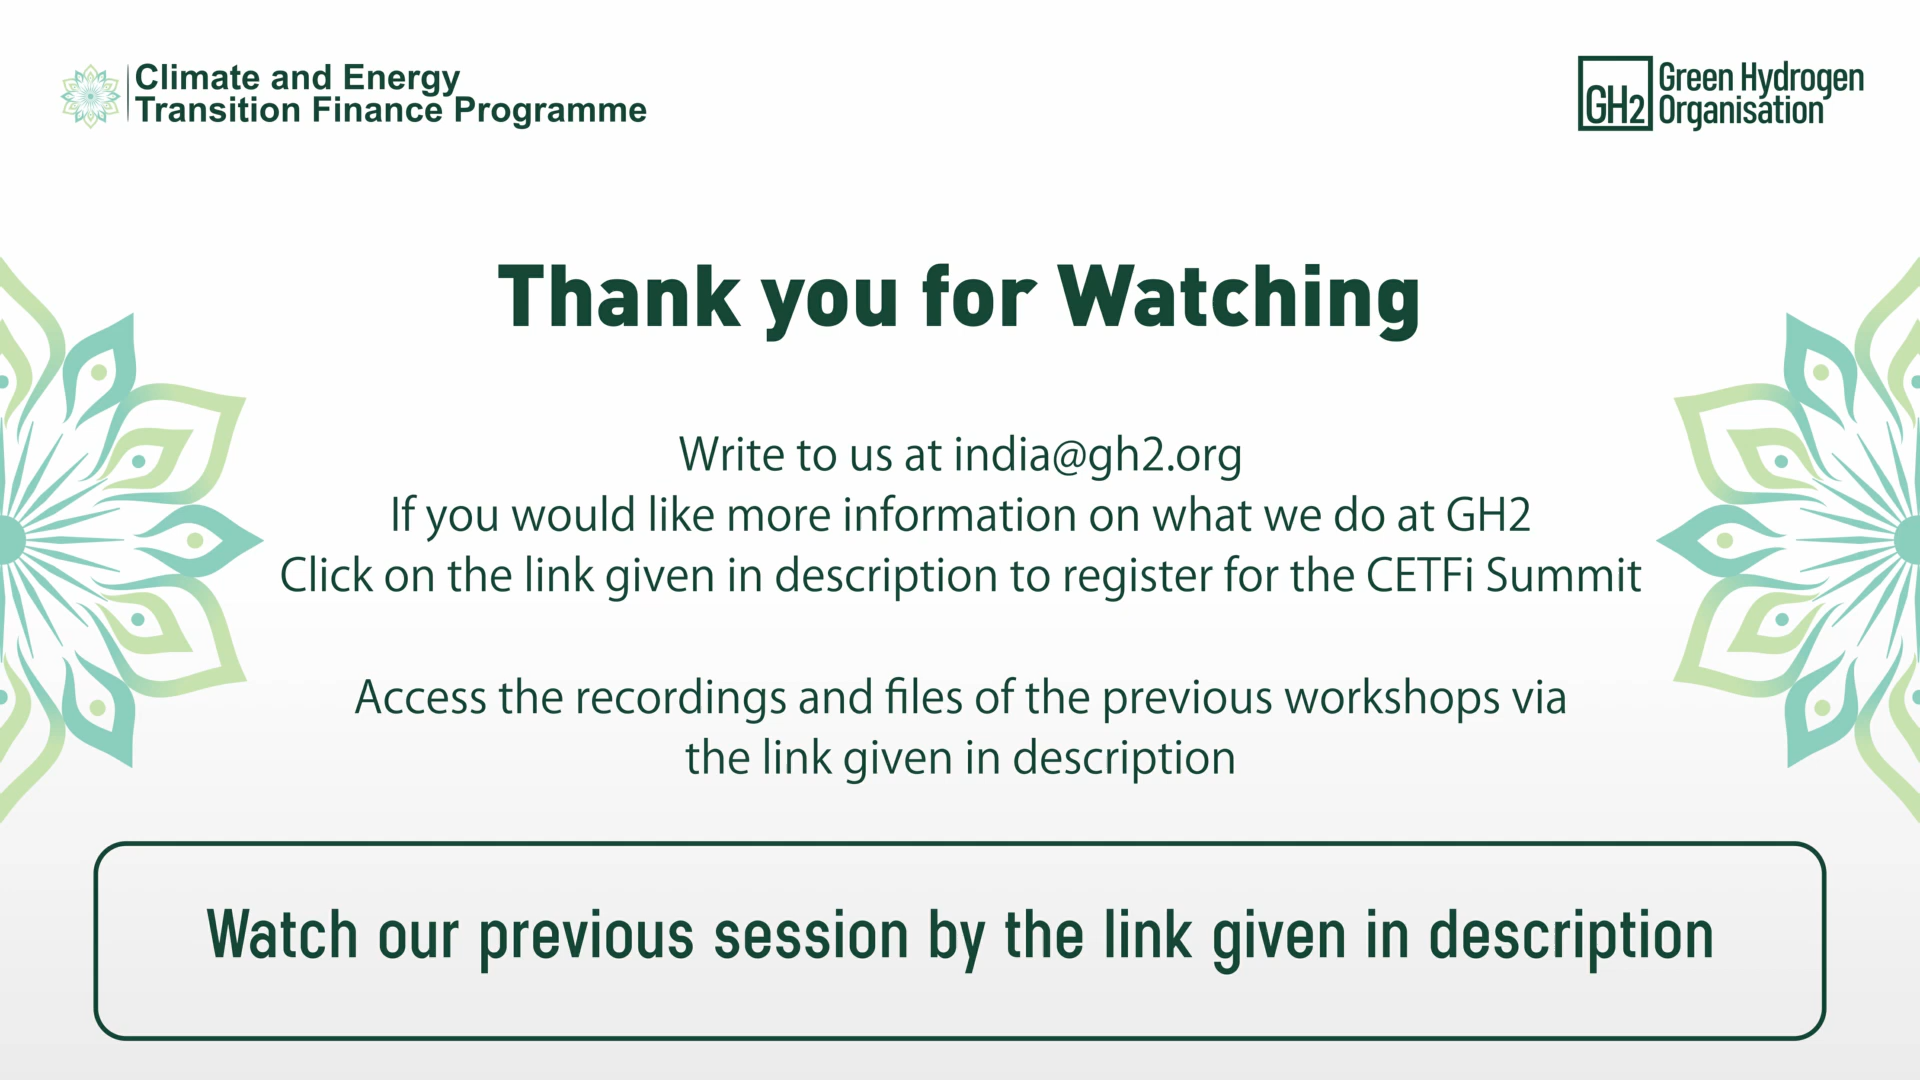 Climate and Energy
Transition Finance Programme
GH2
Green Hydrogen
Organisation
Thank you for Watching
Write to us at india@gh2.org
If you would like more information on what we do at GH2
Click on the link given in description to register for the CETFi Summit
Access the recordings and files of the previous workshops via
the link given in description
Watch our previous session by the link given in description